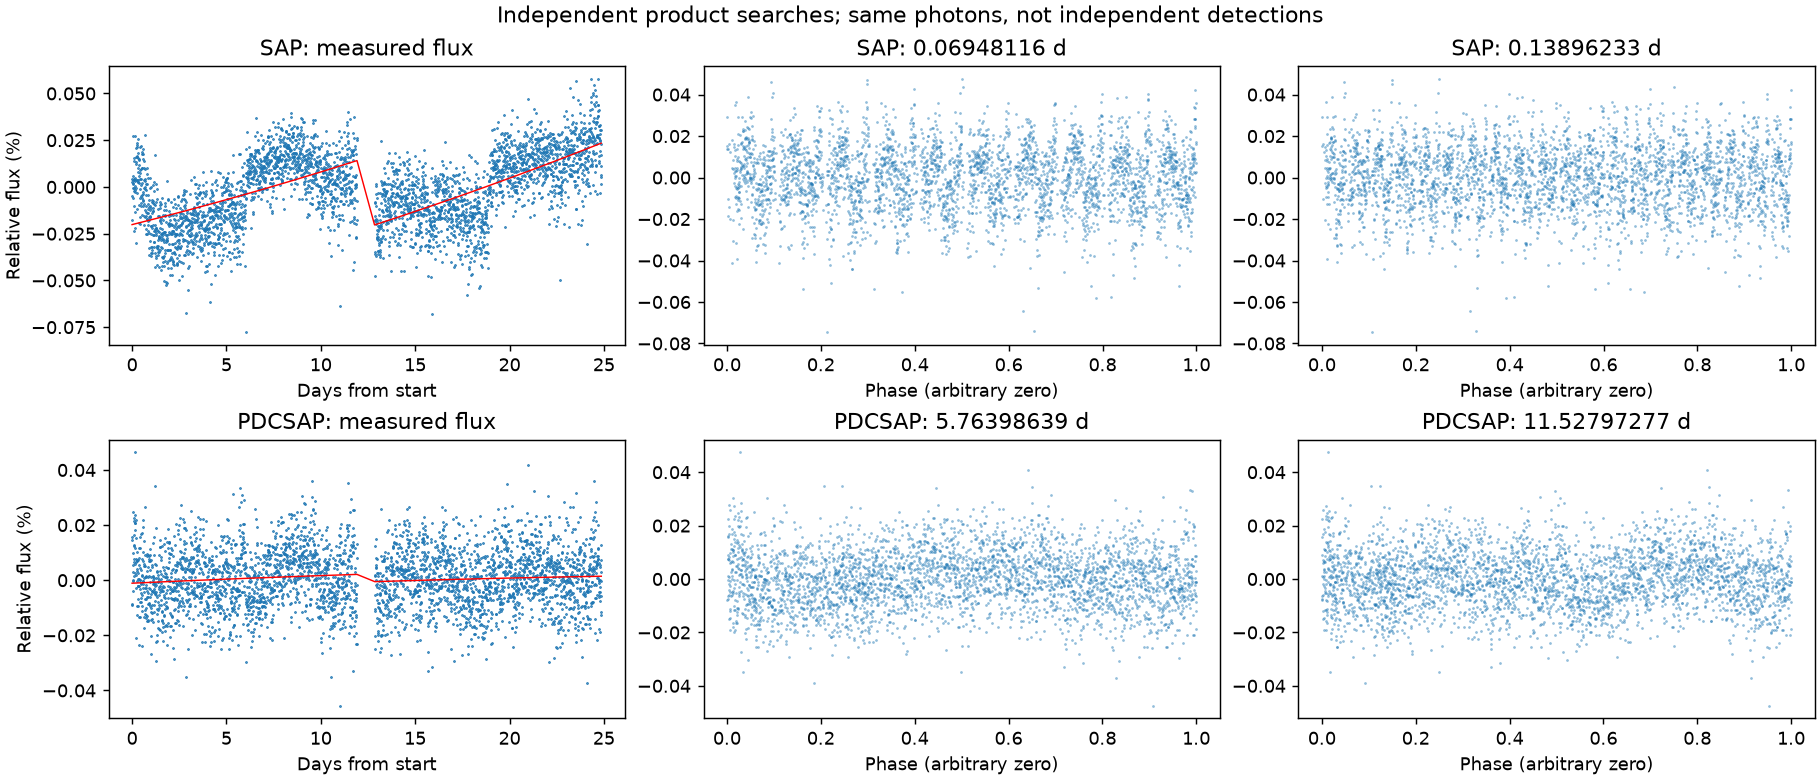 Independent product searches; same photons, not independent detections
SAP: measured flux
Relative flux (%)
0.050
0.025
0.000
−0.025
−0.050
−0.075
0 5 10 15 20 25
Days from start
SAP: 0.06948116 d
0.04
0.02
0.00
−0.02
−0.04
−0.06
−0.08
0.0 0.2 0.4 0.6 0.8 1.0
Phase (arbitrary zero)
SAP: 0.13896233 d
0.04
0.02
0.00
−0.02
−0.04
−0.06
−0.08
0.0 0.2 0.4 0.6 0.8 1.0
Phase (arbitrary zero)
PDCSAP: measured flux
Relative flux (%)
0.04
0.02
0.00
−0.02
−0.04
0 5 10 15 20 25
Days from start
PDCSAP: 5.76398639 d
0.04
0.02
0.00
−0.02
−0.04
0.0 0.2 0.4 0.6 0.8 1.0
Phase (arbitrary zero)
PDCSAP: 11.52797277 d
0.04
0.02
0.00
−0.02
−0.04
0.0 0.2 0.4 0.6 0.8 1.0
Phase (arbitrary zero)